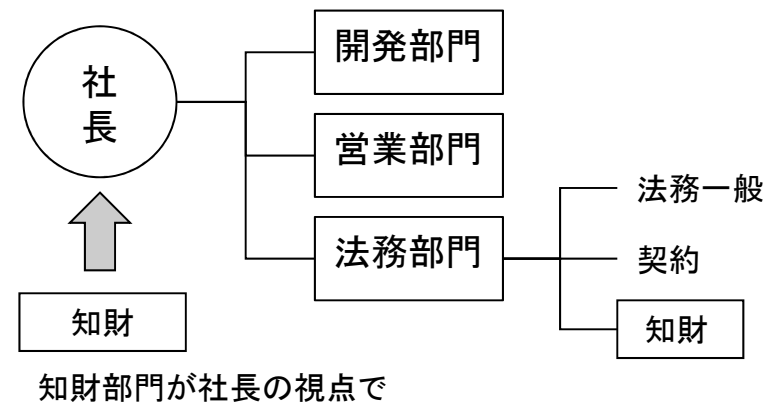 社長
開発部門
営業部門
法務部門
法務一般
契約
知財
知財
知財部門が社長の視点で